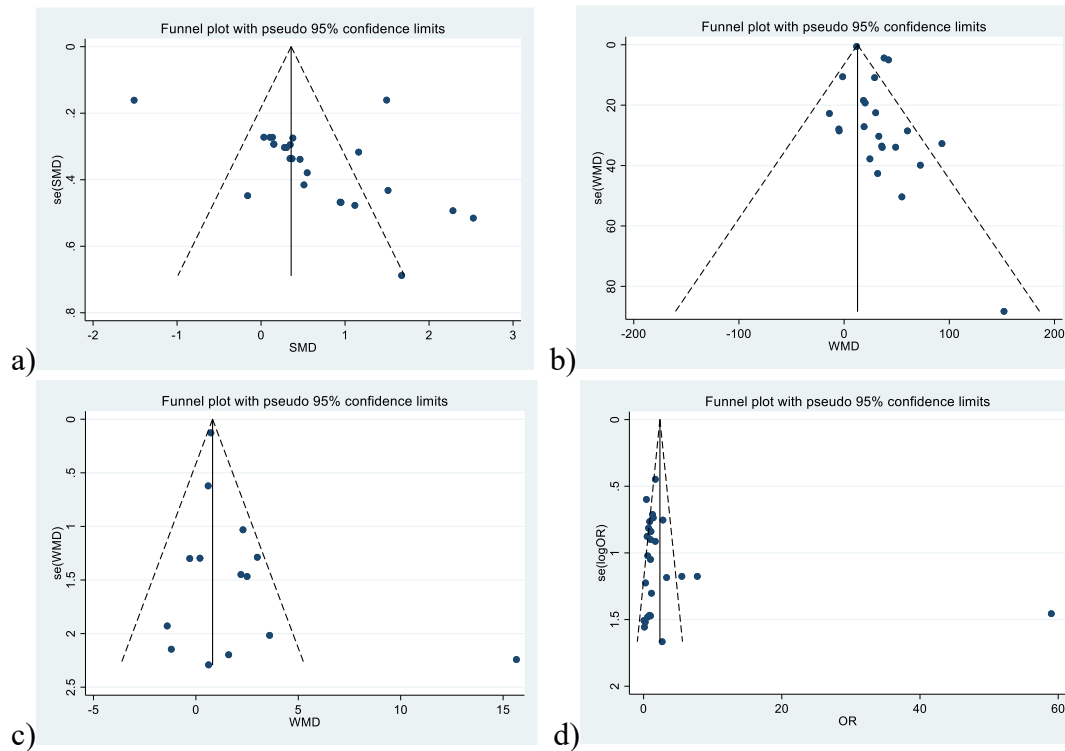 Funnel plot with pseudo 95% confidence limits
0
.2
.4
.6
.8
se(SMD)
-2
-1
0
1
2
3
SMD
a)
Funnel plot with pseudo 95% confidence limits
0
20
40
60
80
se(WMD)
-200
-100
0
100
200
WMD
b)
Funnel plot with pseudo 95% confidence limits
0
.5
1
1.5
2
2.5
se(WMD)
-5
0
5
10
15
WMD
c)
Funnel plot with pseudo 95% confidence limits
0
.5
1
1.5
2
se(logOR)
0
20
40
60
OR
d)